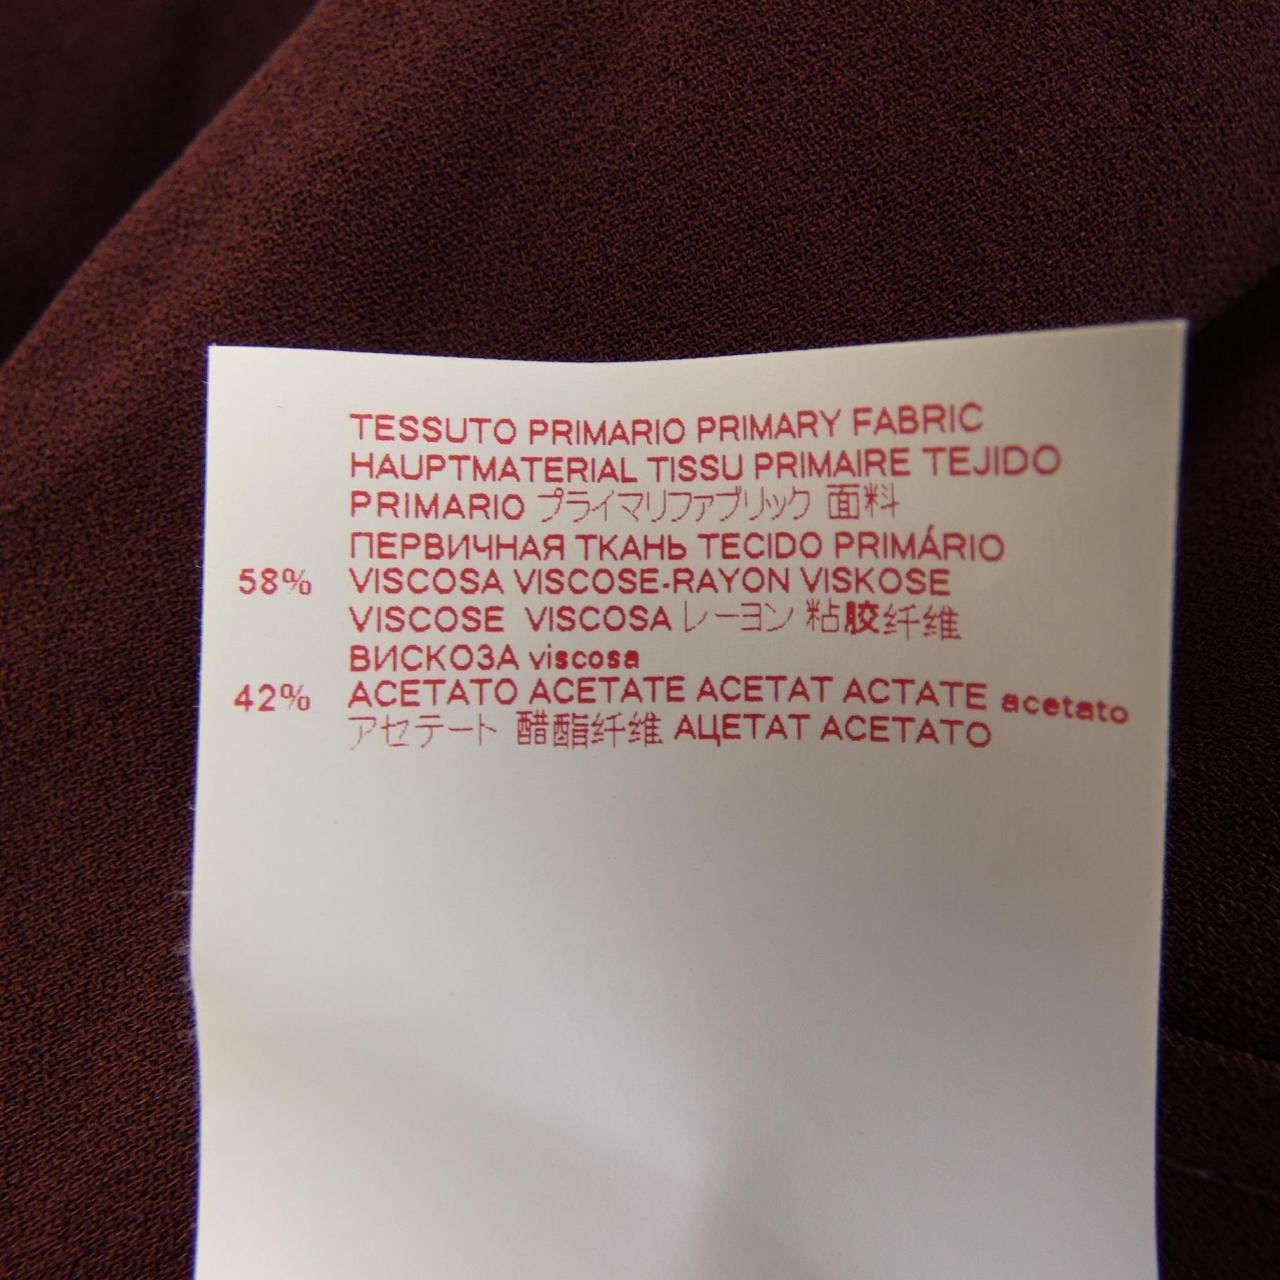 TESSUTO PRIMARIO PRIMARY FABRIC
HAUPTMATERIAL TISSU PRIMAIRE TEJIDO
PRIMARIO プライマリファブリック 面料
ПЕРВИЧНАЯ ТКАНЬ TECIDO PRIMÁRIO
58% VISCOSA VISCOSE-RAYON VISKOSE
VISCOSE VISCOSA レーヨン 粘胶纤维
ВИСКОЗА viscosa
42% ACETATO ACETATE ACETAT ACTATE acetato
アセテート 醋酯纤维 АЦЕТАТ ACETATO